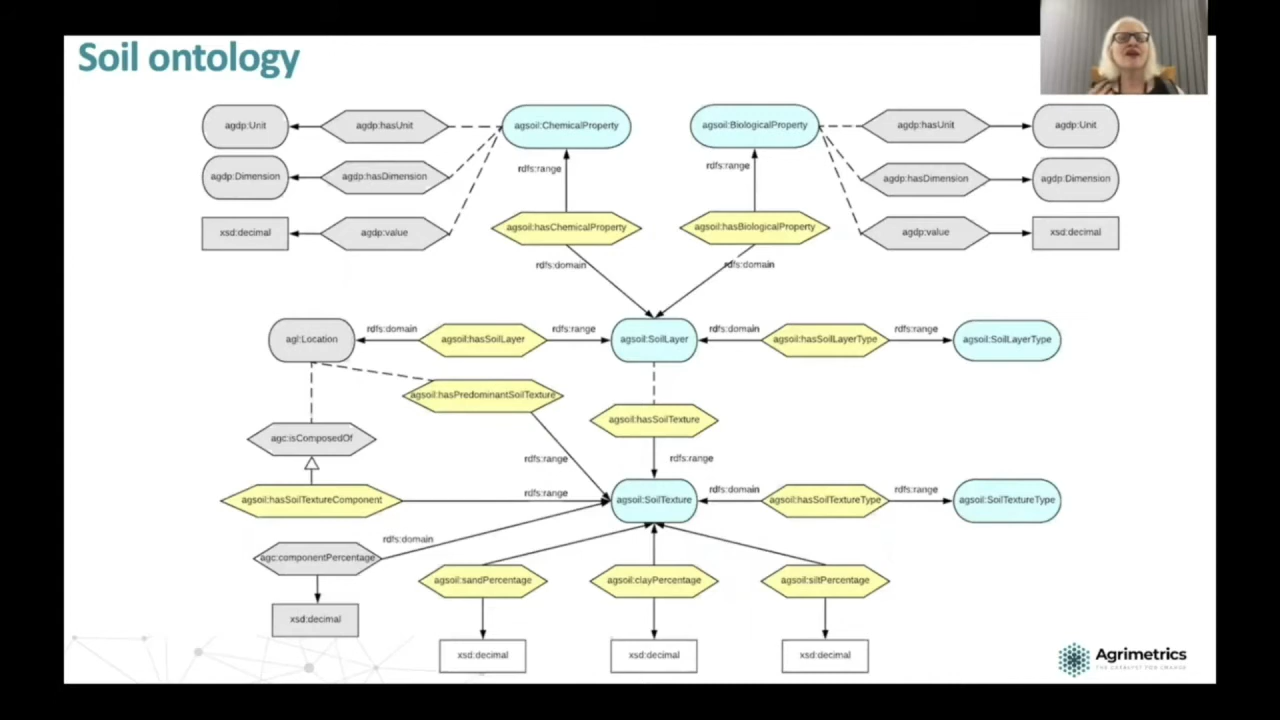 Soil ontology
agdp:Unit
agdp:hasUnit
agsoil:ChemicalProperty
agsoil:BiologicalProperty
agdp:hasUnit
agdp:Unit
rdfs:range
rdfs:range
agdp:Dimension
agdp:hasDimension
agdp:hasDimension
agdp:Dimension
xsd:decimal
agdp:value
agsoil:hasChemicalProperty
agsoil:hasBiologicalProperty
agdp:value
xsd:decimal
rdfs:domain
rdfs:domain
agl:Location
rdfs:domain
agsoil:hasSoilLayer
rdfs:range
agsoil:SoilLayer
rdfs:domain
agsoil:hasSoilLayerType
rdfs:range
agsoil:SoilLayerType
agsoil:hasPredominantSoilTexture
agsoil:hasSoilTexture
agc:isComposedOf
rdfs:range
rdfs:range
agsoil:hasSoilTextureComponent
rdfs:range
agsoil:SoilTexture
rdfs:domain
agsoil:hasSoilTextureType
rdfs:range
agsoil:SoilTextureType
rdfs:domain
agc:componentPercentage
agsoil:sandPercentage
agsoil:clayPercentage
agsoil:siltPercentage
xsd:decimal
xsd:decimal
xsd:decimal
xsd:decimal
Agrimetrics
THE CATALYST FOR CHANGE